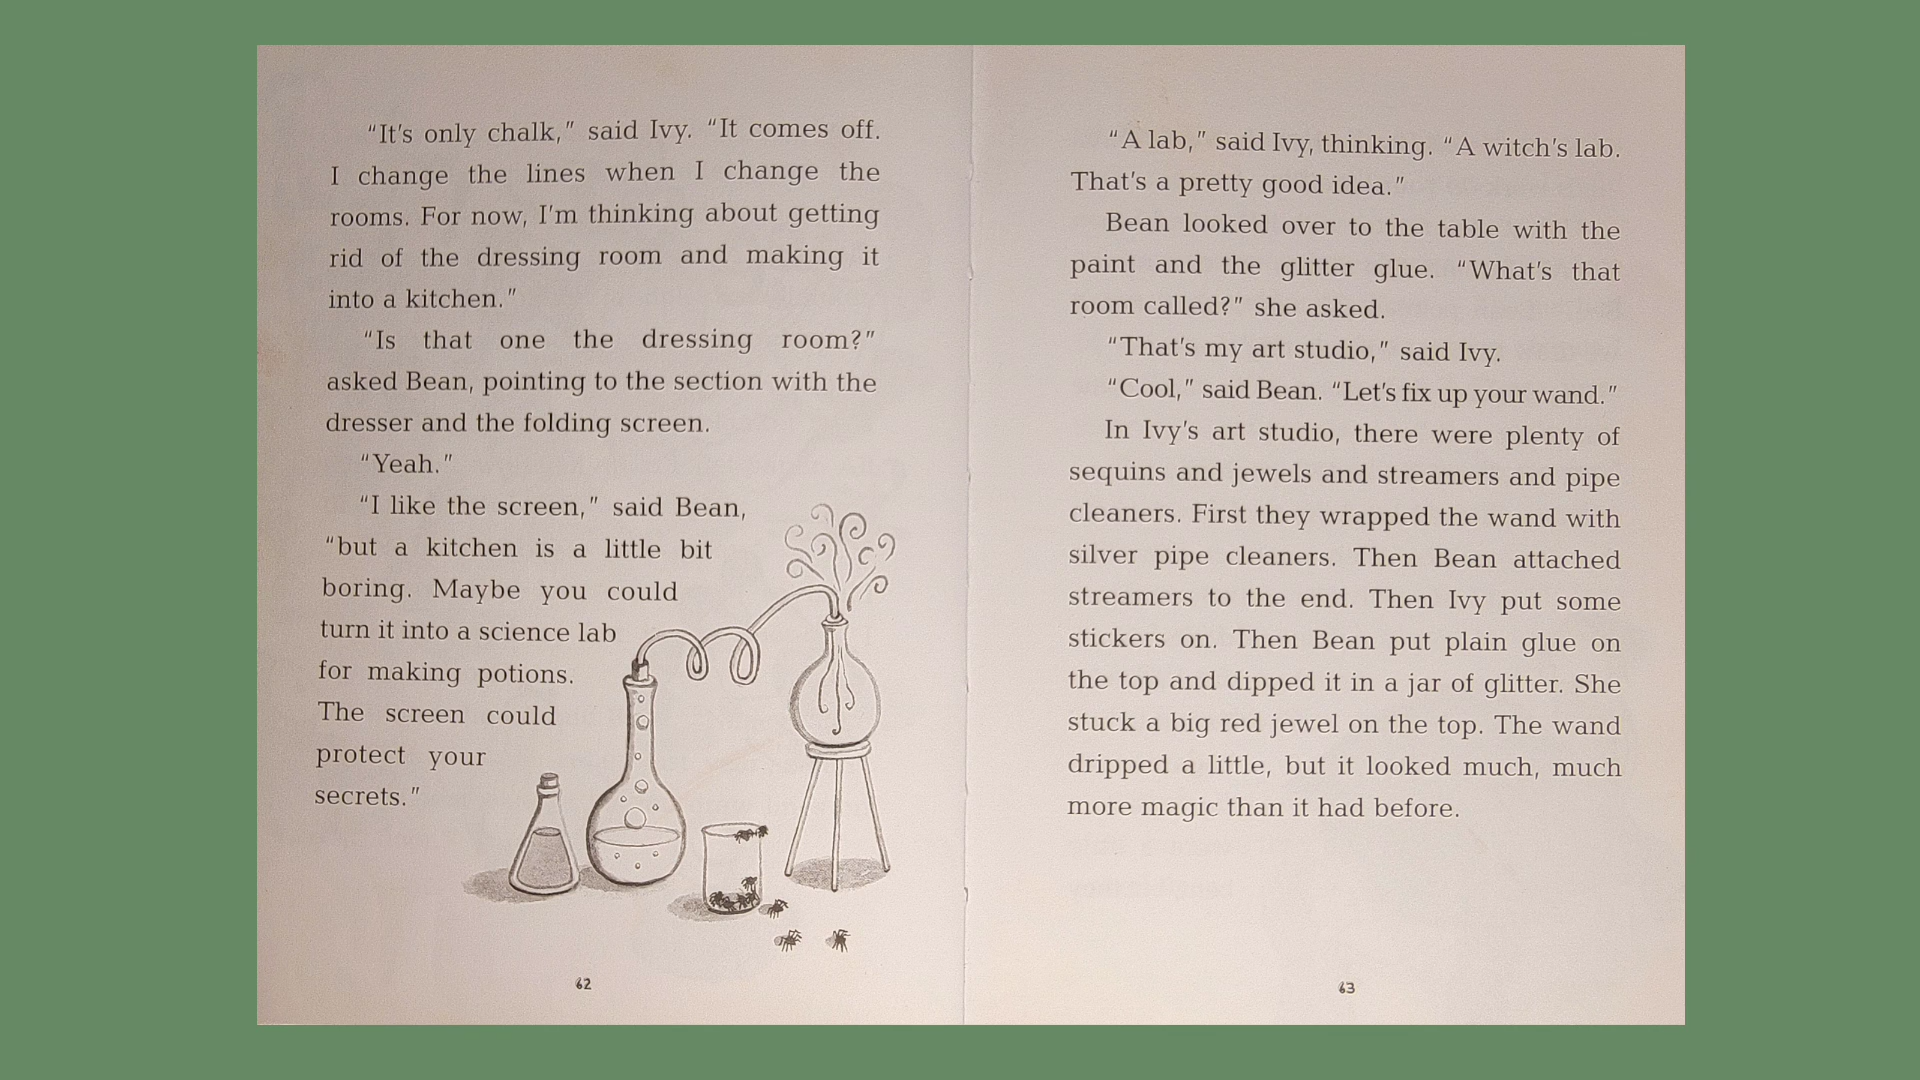 “It’s only chalk,” said Ivy. “It comes off.
I change the lines when I change the
rooms. For now, I’m thinking about getting
rid of the dressing room and making it
into a kitchen.”
“Is that one the dressing room?”
asked Bean, pointing to the section with the
dresser and the folding screen.
“Yeah.”
“I like the screen,” said Bean,
“but a kitchen is a little bit
boring. Maybe you could
turn it into a science lab
for making potions.
The screen could
protect your
secrets.”
62
“A lab,” said Ivy, thinking. “A witch’s lab.
That’s a pretty good idea.”
Bean looked over to the table with the
paint and the glitter glue. “What’s that
room called?” she asked.
“That’s my art studio,” said Ivy.
“Cool,” said Bean. “Let’s fix up your wand.”
In Ivy’s art studio, there were plenty of
sequins and jewels and streamers and pipe
cleaners. First they wrapped the wand with
silver pipe cleaners. Then Bean attached
streamers to the end. Then Ivy put some
stickers on. Then Bean put plain glue on
the top and dipped it in a jar of glitter. She
stuck a big red jewel on the top. The wand
dripped a little, but it looked much, much
more magic than it had before.
63